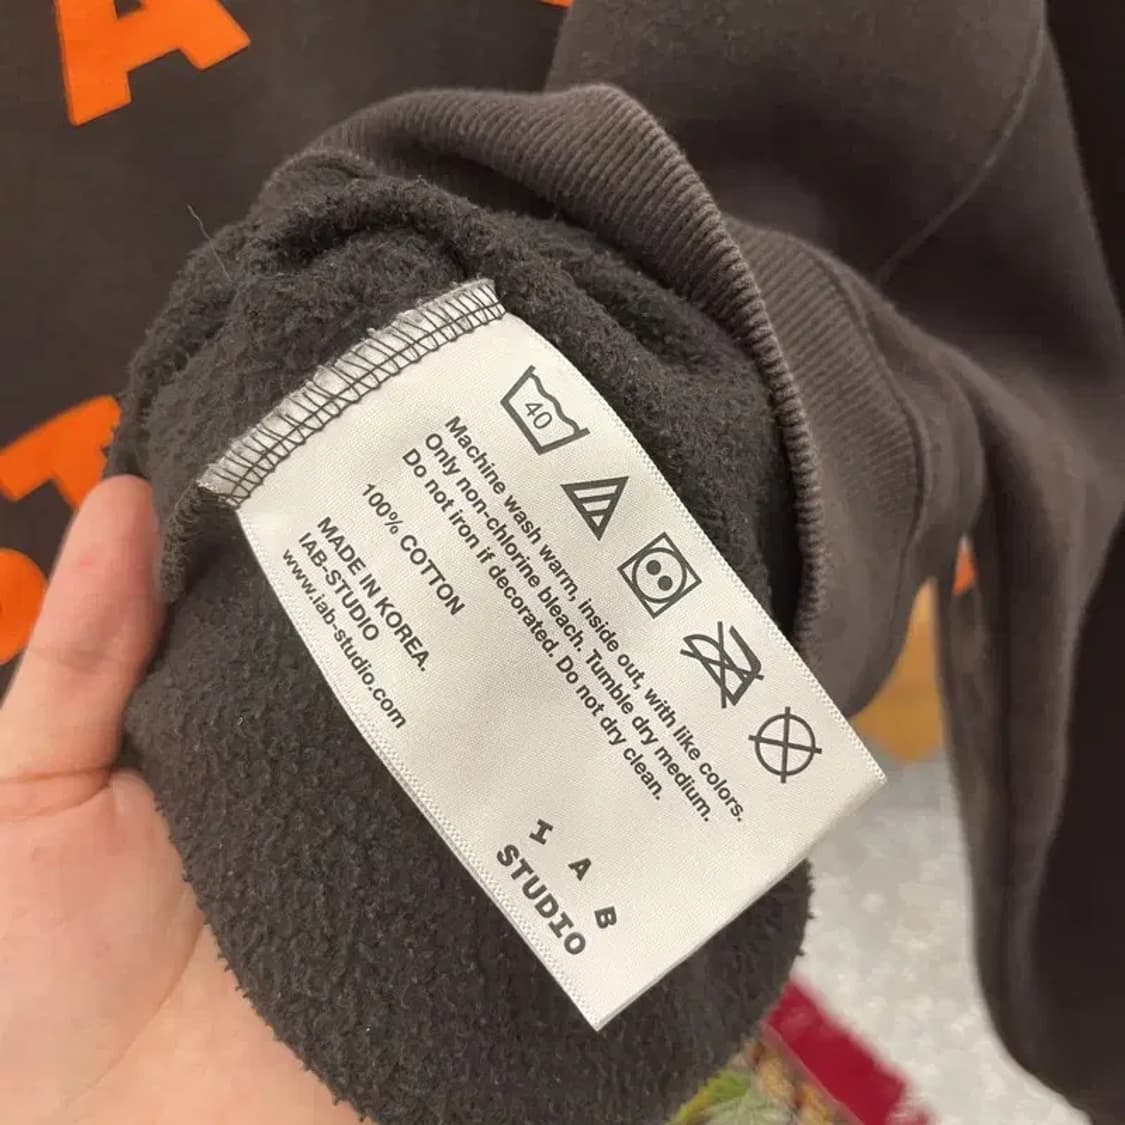 A
T
40
Machine wash warm, inside out, with like colors.
Only non-chlorine bleach. Tumble dry medium.
Do not iron if decorated. Do not dry clean.
100% COTTON
MADE IN KOREA.
IAB-STUDIO
www.iab-studio.com
I A B
STUDIO